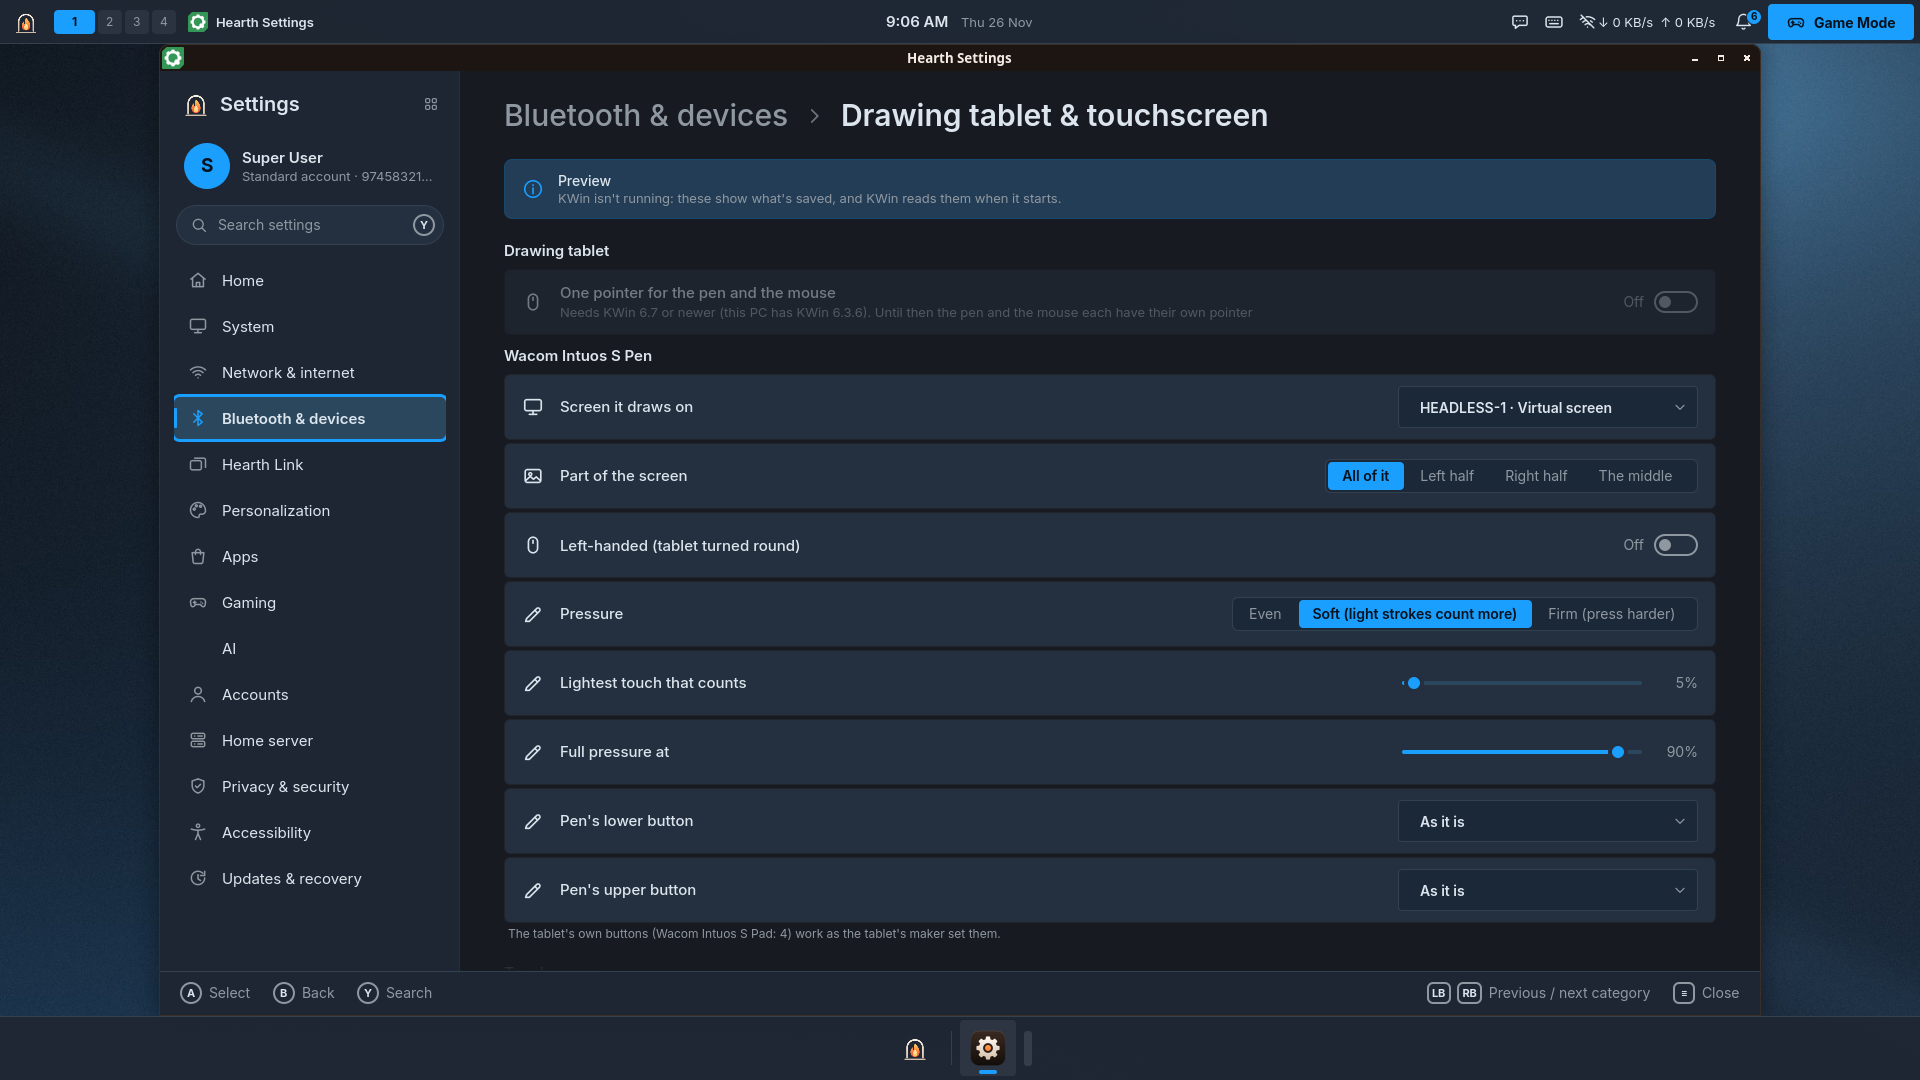 1 2 3 4 Hearth Settings
9:06 AM Thu 26 Nov
↓ 0 KB/s ↑ 0 KB/s
6
Game Mode
Hearth Settings
Settings
S
Super User
Standard account · 97458321...
Search settings
Y
Home
System
Network & internet
Bluetooth & devices
Hearth Link
Personalization
Apps
Gaming
AI
Accounts
Home server
Privacy & security
Accessibility
Updates & recovery
Bluetooth & devices > Drawing tablet & touchscreen
Preview
KWin isn't running: these show what's saved, and KWin reads them when it starts.
Drawing tablet
One pointer for the pen and the mouse
Needs KWin 6.7 or newer (this PC has KWin 6.3.6). Until then the pen and the mouse each have their own pointer
Off
Wacom Intuos S Pen
Screen it draws on
HEADLESS-1 · Virtual screen
Part of the screen
All of it Left half Right half The middle
Left-handed (tablet turned round)
Off
Pressure
Even Soft (light strokes count more) Firm (press harder)
Lightest touch that counts
5%
Full pressure at
90%
Pen's lower button
As it is
Pen's upper button
As it is
The tablet's own buttons (Wacom Intuos S Pad: 4) work as the tablet's maker set them.
A Select B Back Y Search
LB RB Previous / next category Close